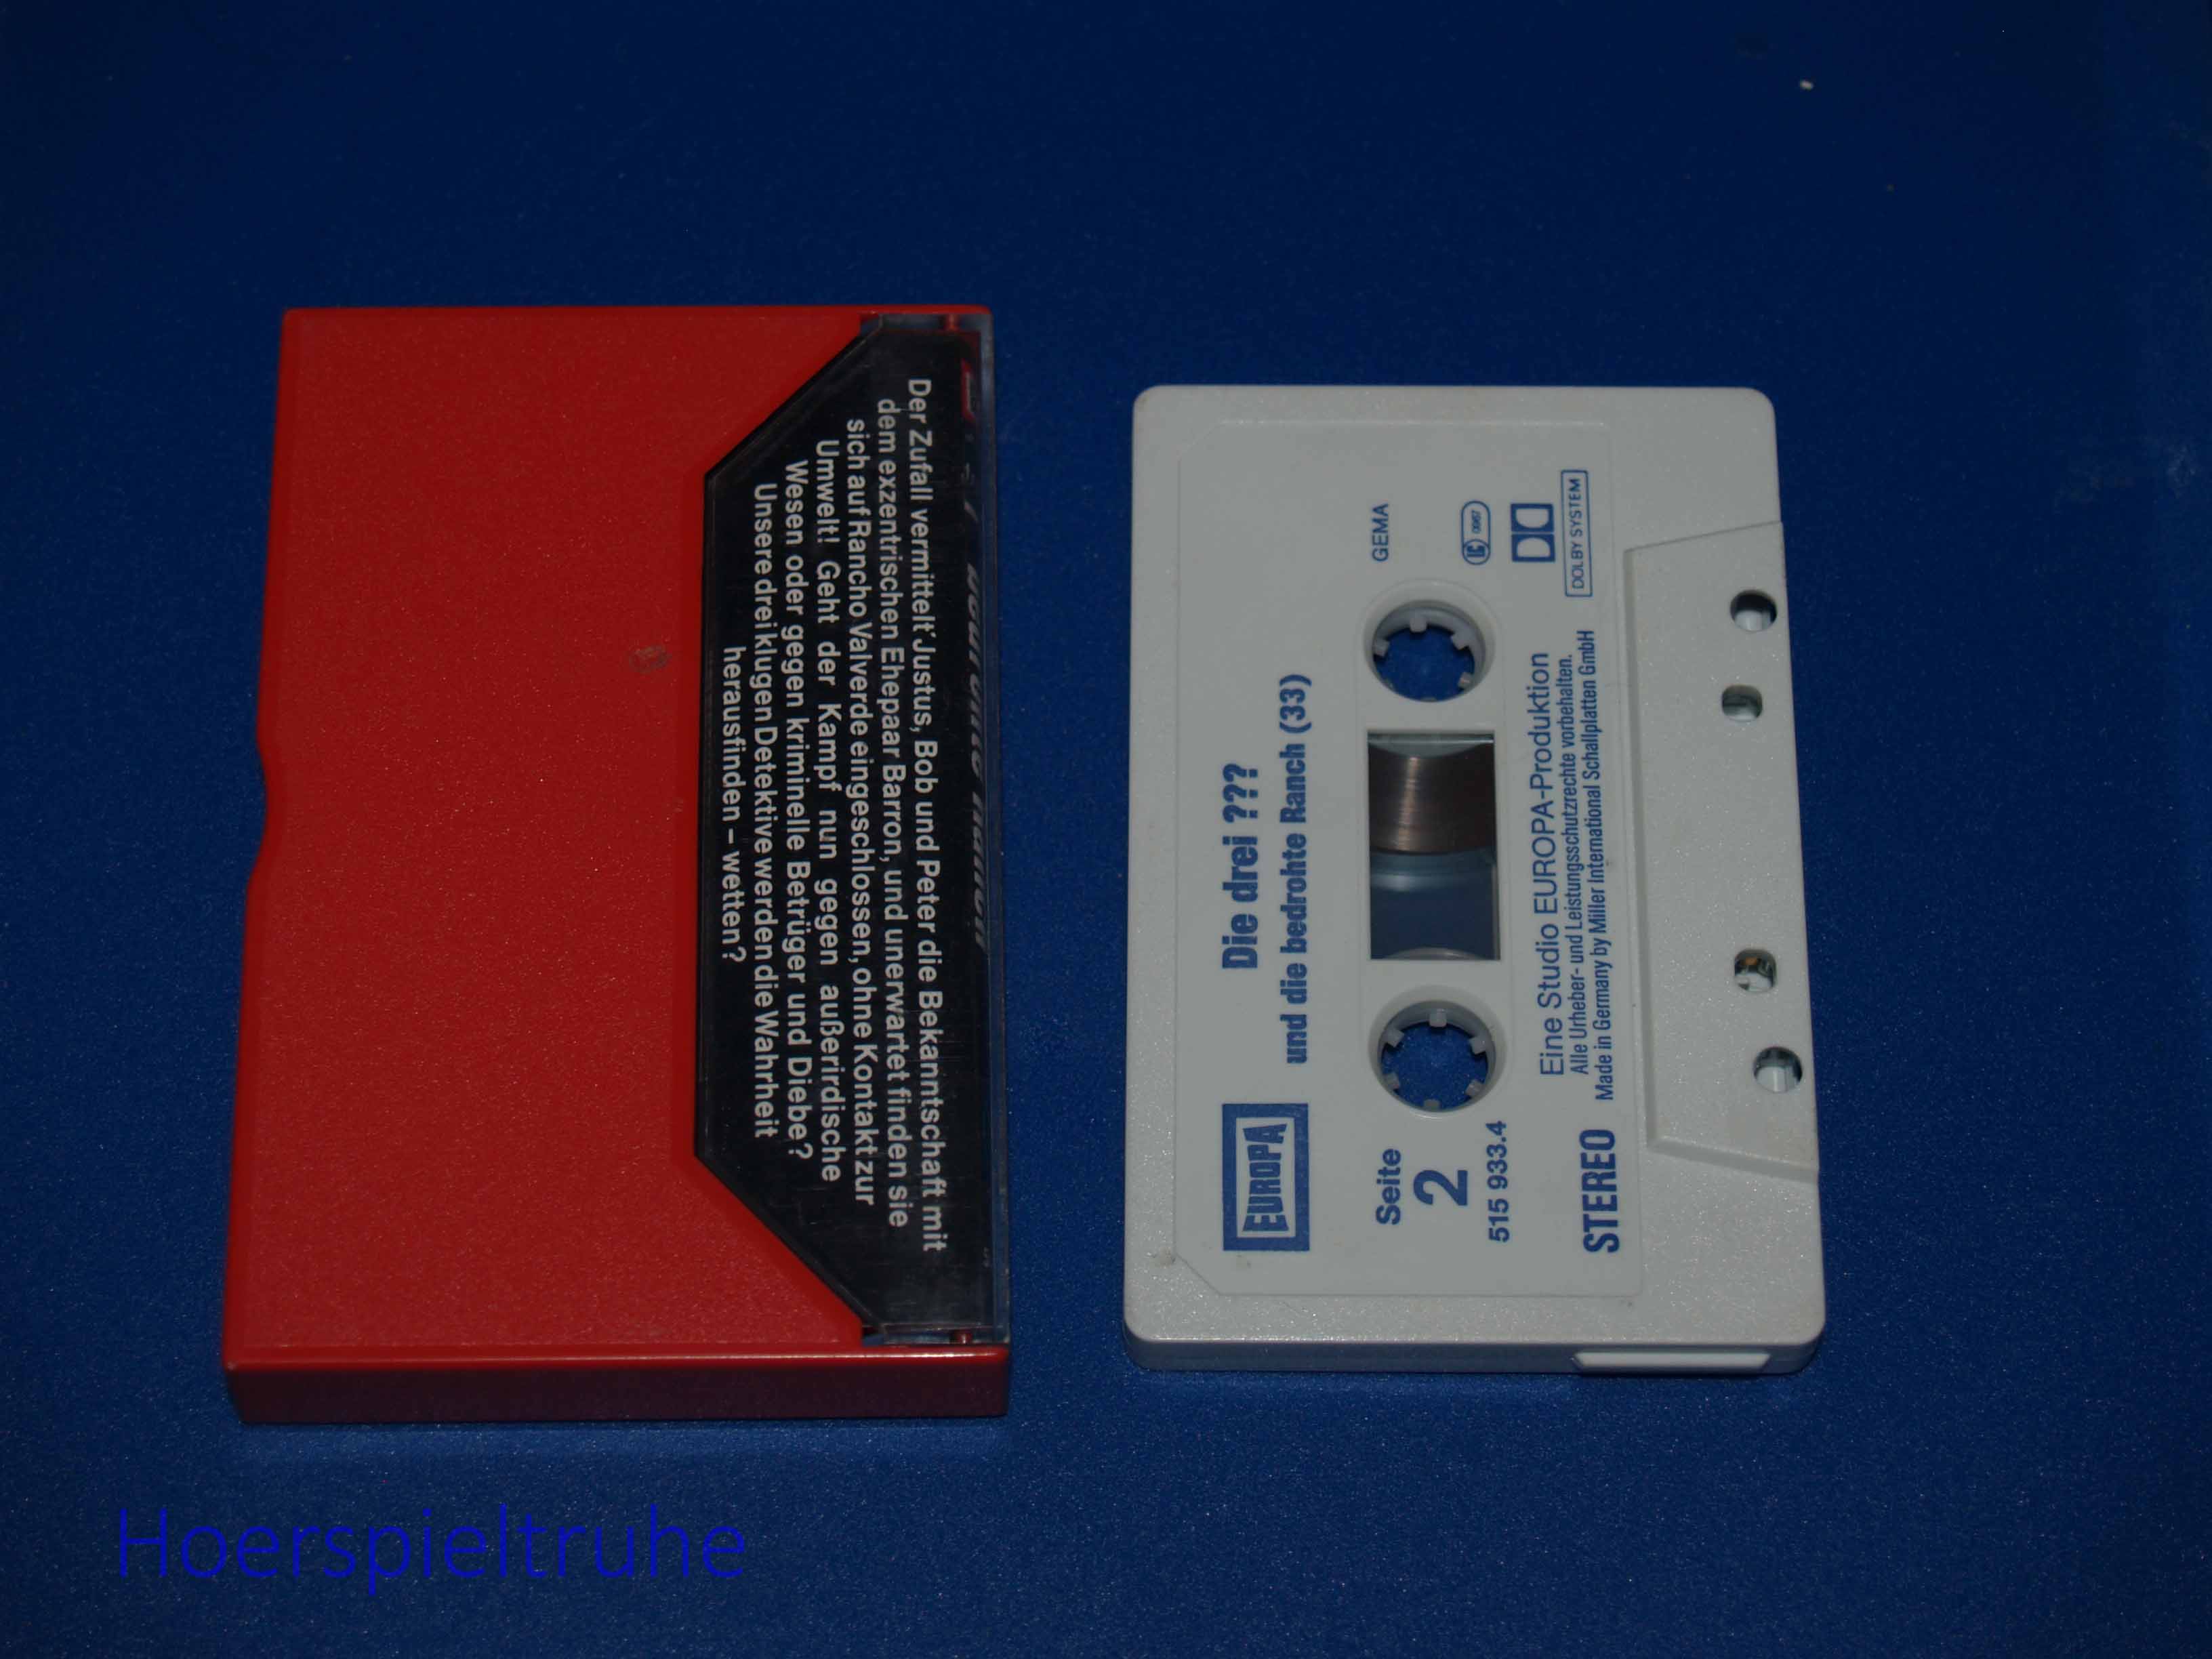 Der Zufall vermittelt Justus, Bob und Peter die Bekanntschaft mit
dem exzentrischen Ehepaar Barron, und unerwartet finden sie
sich auf Rancho Valverde eingeschlossen, ohne Kontakt zur
Umwelt! Geht der Kampf nun gegen außerirdische
Wesen oder gegen kriminelle Betrüger und Diebe?
Unsere drei klugen Detektive werden die Wahrheit
herausfinden – wetten?
EUROPA
Die drei ???
und die bedrohte Ranch (33)
Seite
2
515 933.4
GEMA
LC 0967
DOLBY SYSTEM
STEREO
Eine Studio EUROPA-Produktion
Alle Urheber- und Leistungsschutzrechte vorbehalten.
Made in Germany by Miller International Schallplatten GmbH
Hoerspieltruhe